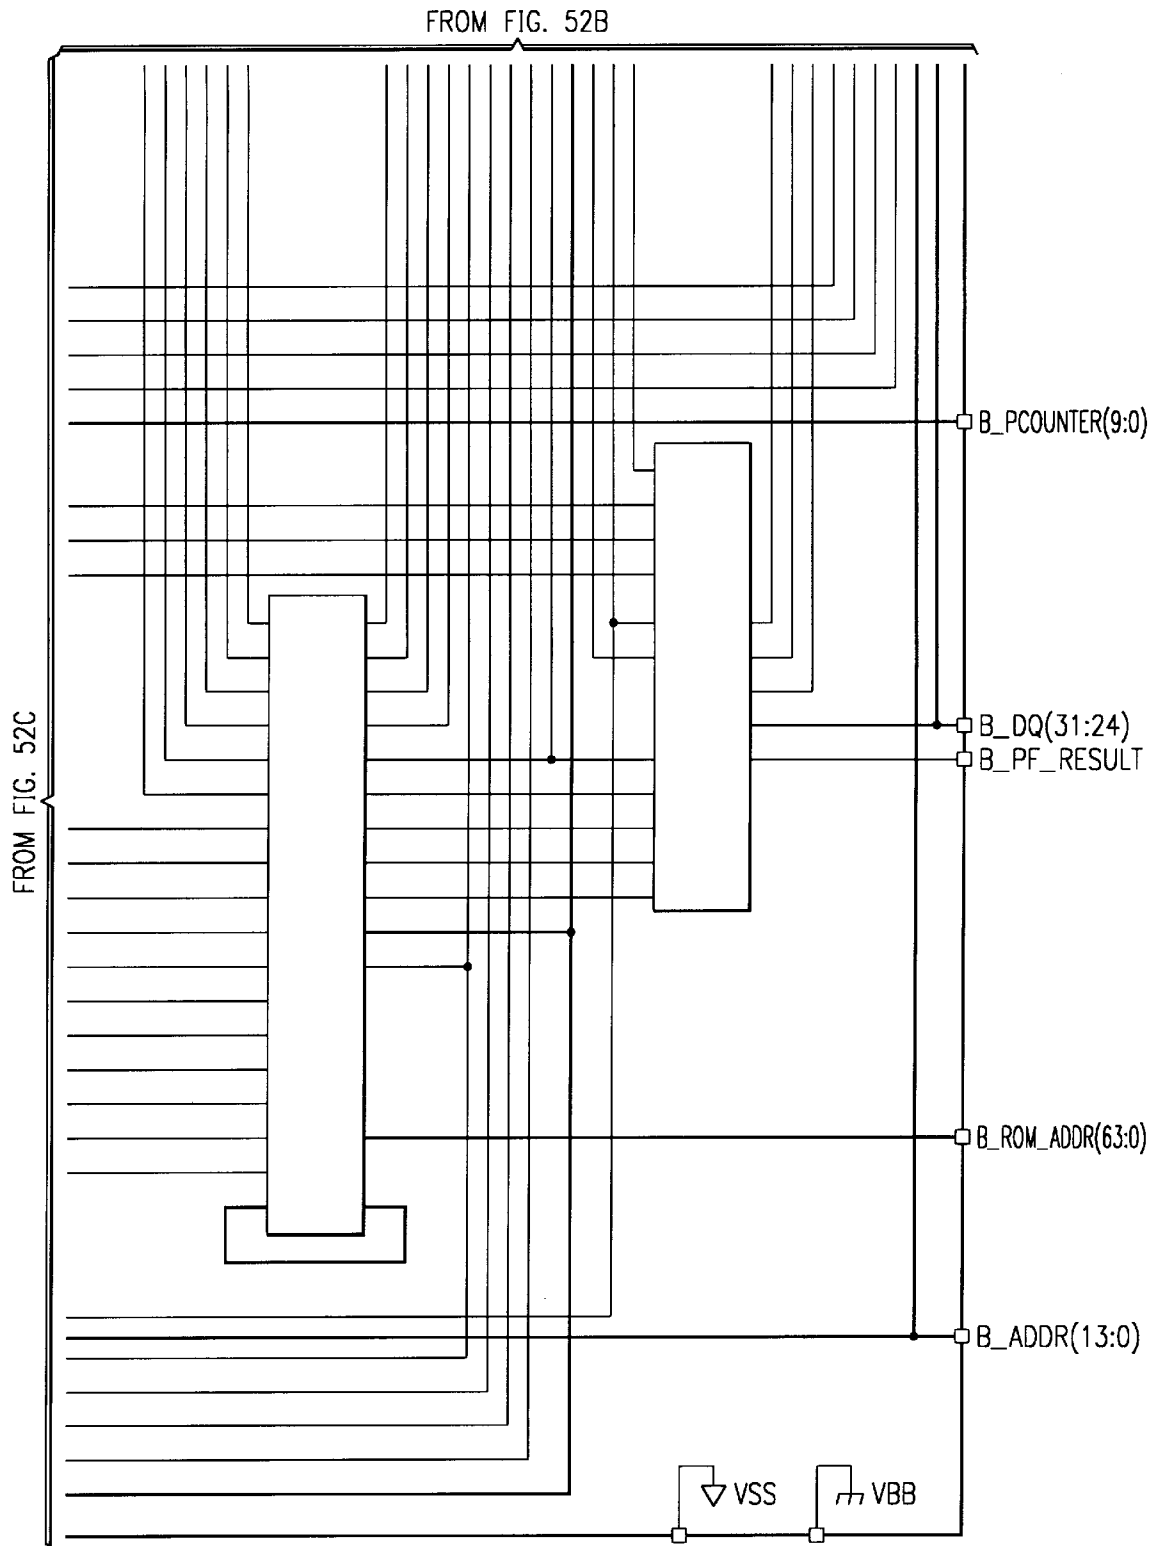 FROM FIG. 52B
B_PCOUNTER(9:0)
FROM FIG. 52C
B_DQ(31:24)
B_PF_RESULT
B_ROM_ADDR(63:0)
B_ADDR(13:0)
VSS
VBB